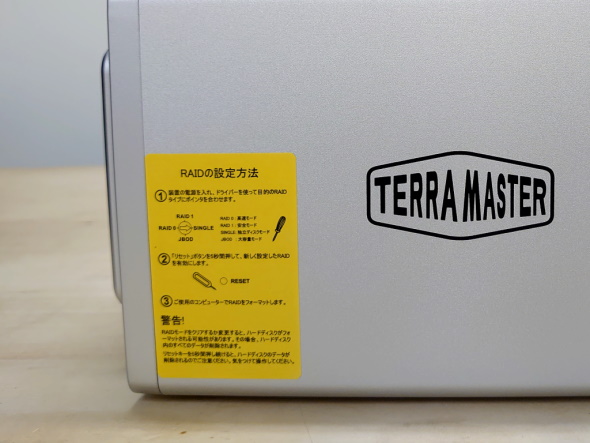 RAIDの設定方法
① 装置の電源を入れ、ドライバーを使って目的のRAID
タイプにポインタを合わせます。
RAID 1
RAID 0
SINGLE
JBOD
RAID 0 : 高速モード
RAID 1 : 安全モード
SINGLE: 独立ディスクモード
JBOD : 大容量モード
② 「リセット」ボタンを5秒間押して、新しく設定したRAID
を有効にします。
RESET
③ ご使用のコンピューターでRAIDをフォーマットします。
警告!
RAIDモードをクリアするか変更すると、ハードディスクがフォ
ーマットされる可能性があります。その場合、ハードディスク
内のすべてのデータが削除されます。
リセットキーを5秒間押し続けると、ハードディスクのデータが
削除されるのでご注意ください。気をつけて操作してください。
TERRA MASTER